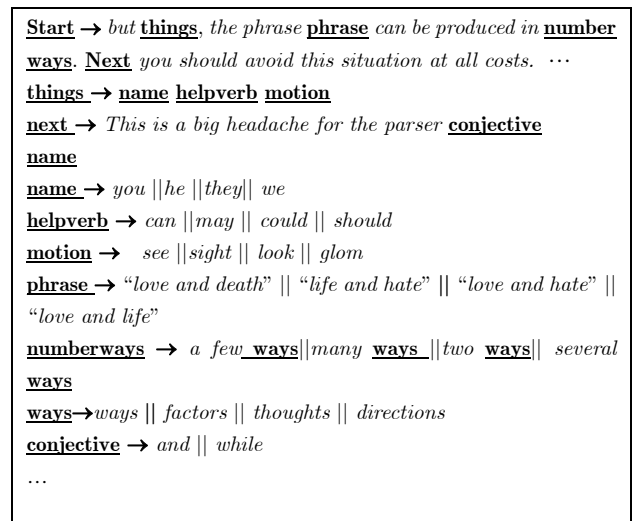 Start → but things, the phrase phrase can be produced in number
ways. Next you should avoid this situation at all costs. ⋯
things → name helpverb motion
next → This is a big headache for the parser conjective
name
name → you ||he ||they|| we
helpverb → can ||may || could || should
motion → see ||sight || look || glom
phrase → “love and death” || “life and hate” || “love and hate” ||
“love and life”
numberways → a few ways||many ways ||two ways|| several
ways
ways→ways || factors || thoughts || directions
conjective → and || while
...